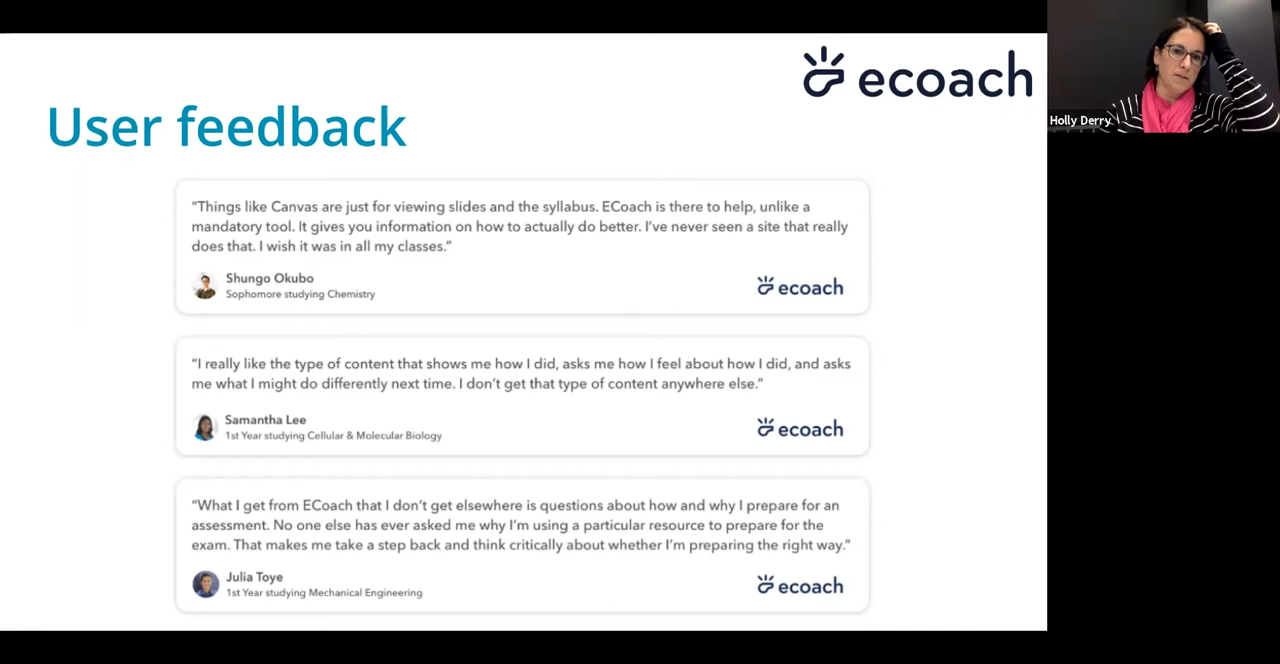 ecoach
Holly Derry
User feedback
“Things like Canvas are just for viewing slides and the syllabus. ECoach is there to help, unlike a
mandatory tool. It gives you information on how to actually do better. I’ve never seen a site that really
does that. I wish it was in all my classes.”
Shungo Okubo
Sophomore studying Chemistry
ecoach
“I really like the type of content that shows me how I did, asks me how I feel about how I did, and asks
me what I might do differently next time. I don’t get that type of content anywhere else.”
Samantha Lee
1st Year studying Cellular & Molecular Biology
ecoach
“What I get from ECoach that I don’t get elsewhere is questions about how and why I prepare for an
assessment. No one else has ever asked me why I’m using a particular resource to prepare for the
exam. That makes me take a step back and think critically about whether I’m preparing the right way.”
Julia Toye
1st Year studying Mechanical Engineering
ecoach